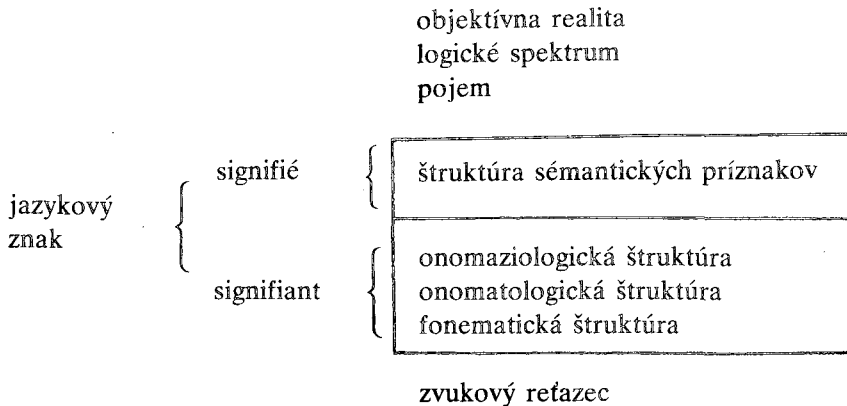 objektívna realita
logické spektrum
pojem
signifié
štruktúra sémantických príznakov
jazykový
znak
signifiant
onomaziologická štruktúra
onomatologická štruktúra
fonematická štruktúra
zvukový reťazec